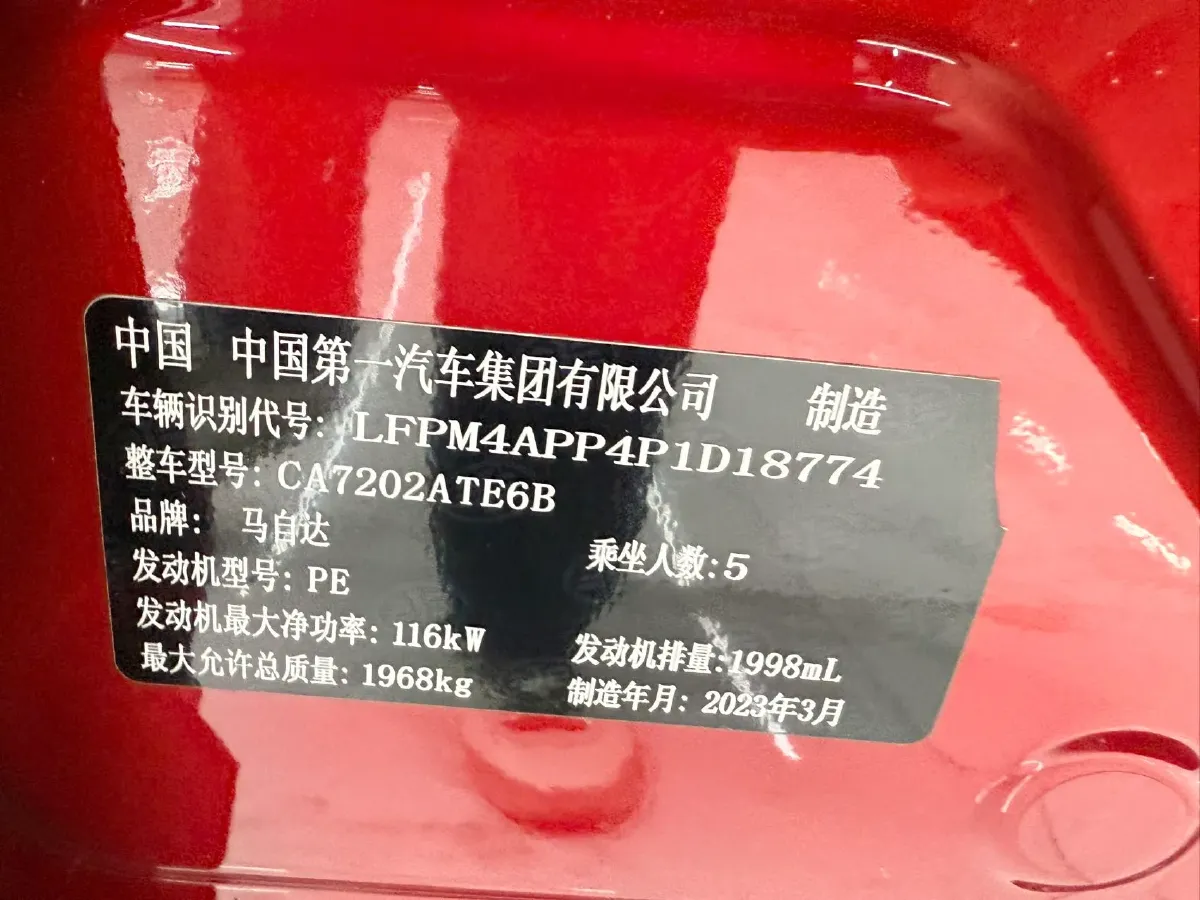 中国 中国第一汽车集团有限公司 制造
车辆识别代号: LFPM4APP4P1D18774
整车型号: CA7202ATE6B
品牌: 马自达 乘坐人数: 5
发动机型号: PE
发动机最大净功率: 116kW 发动机排量: 1998mL
最大允许总质量: 1968kg 制造年月: 2023年3月